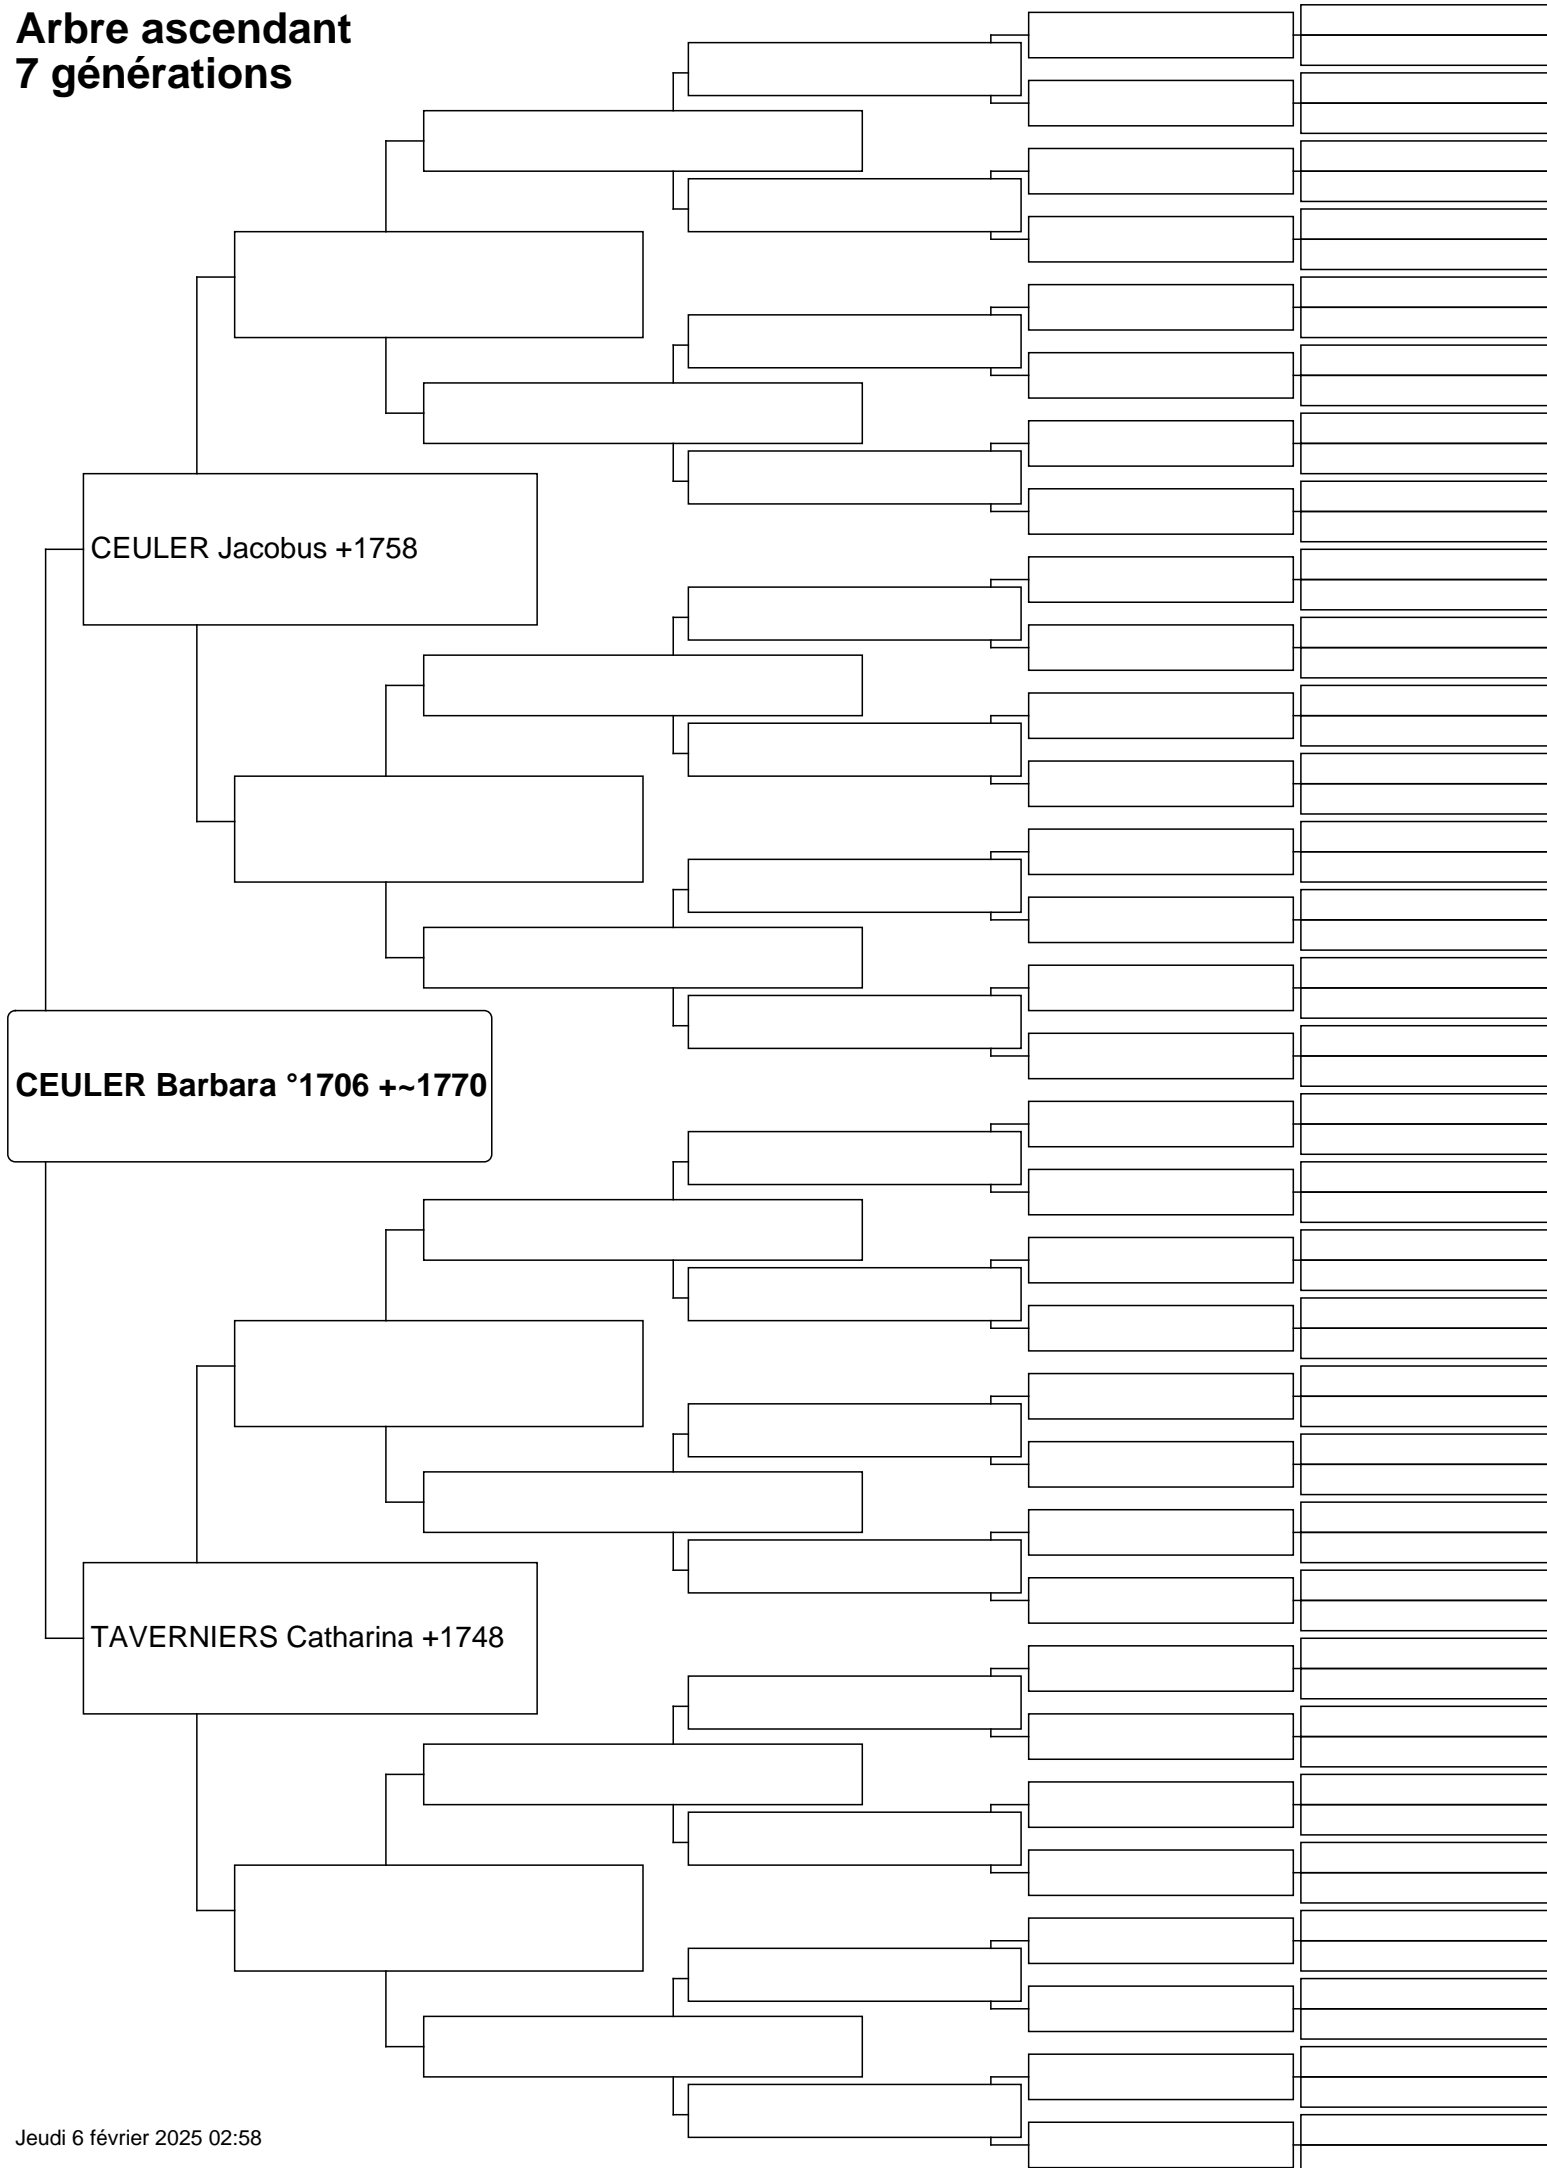 Arbre ascendant
7 générations
CEULER Jacobus +1758
CEULER Barbara °1706 +~1770
TAVERNIERS Catharina +1748
Jeudi 6 février 2025 02:58